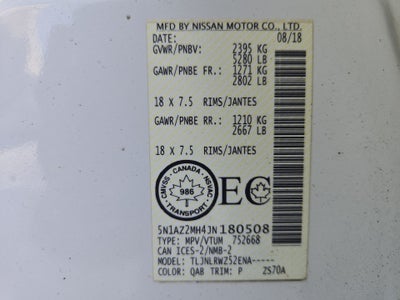 MFD BY NISSAN MOTOR CO., LTD.
DATE: 08/18
GVWR/PNBV: 2395 KG
5280 LB
GAWR/PNBE FR.: 1271 KG
2802 LB
18 X 7.5 RIMS/JANTES
GAWR/PNBE RR.: 1210 KG
2667 LB
18 X 7.5 RIMS/JANTES
CMVSS - CANADA - NSVAC
986
TRANSPORT
EC
5N1AZ2MH4JN180508
TYPE: MPV/VTUM 752668
CAN ICES-2/NMB-2
MODEL: TLJNLRWZ52ENA-----
COLOR: QAB TRIM: P ZS70A